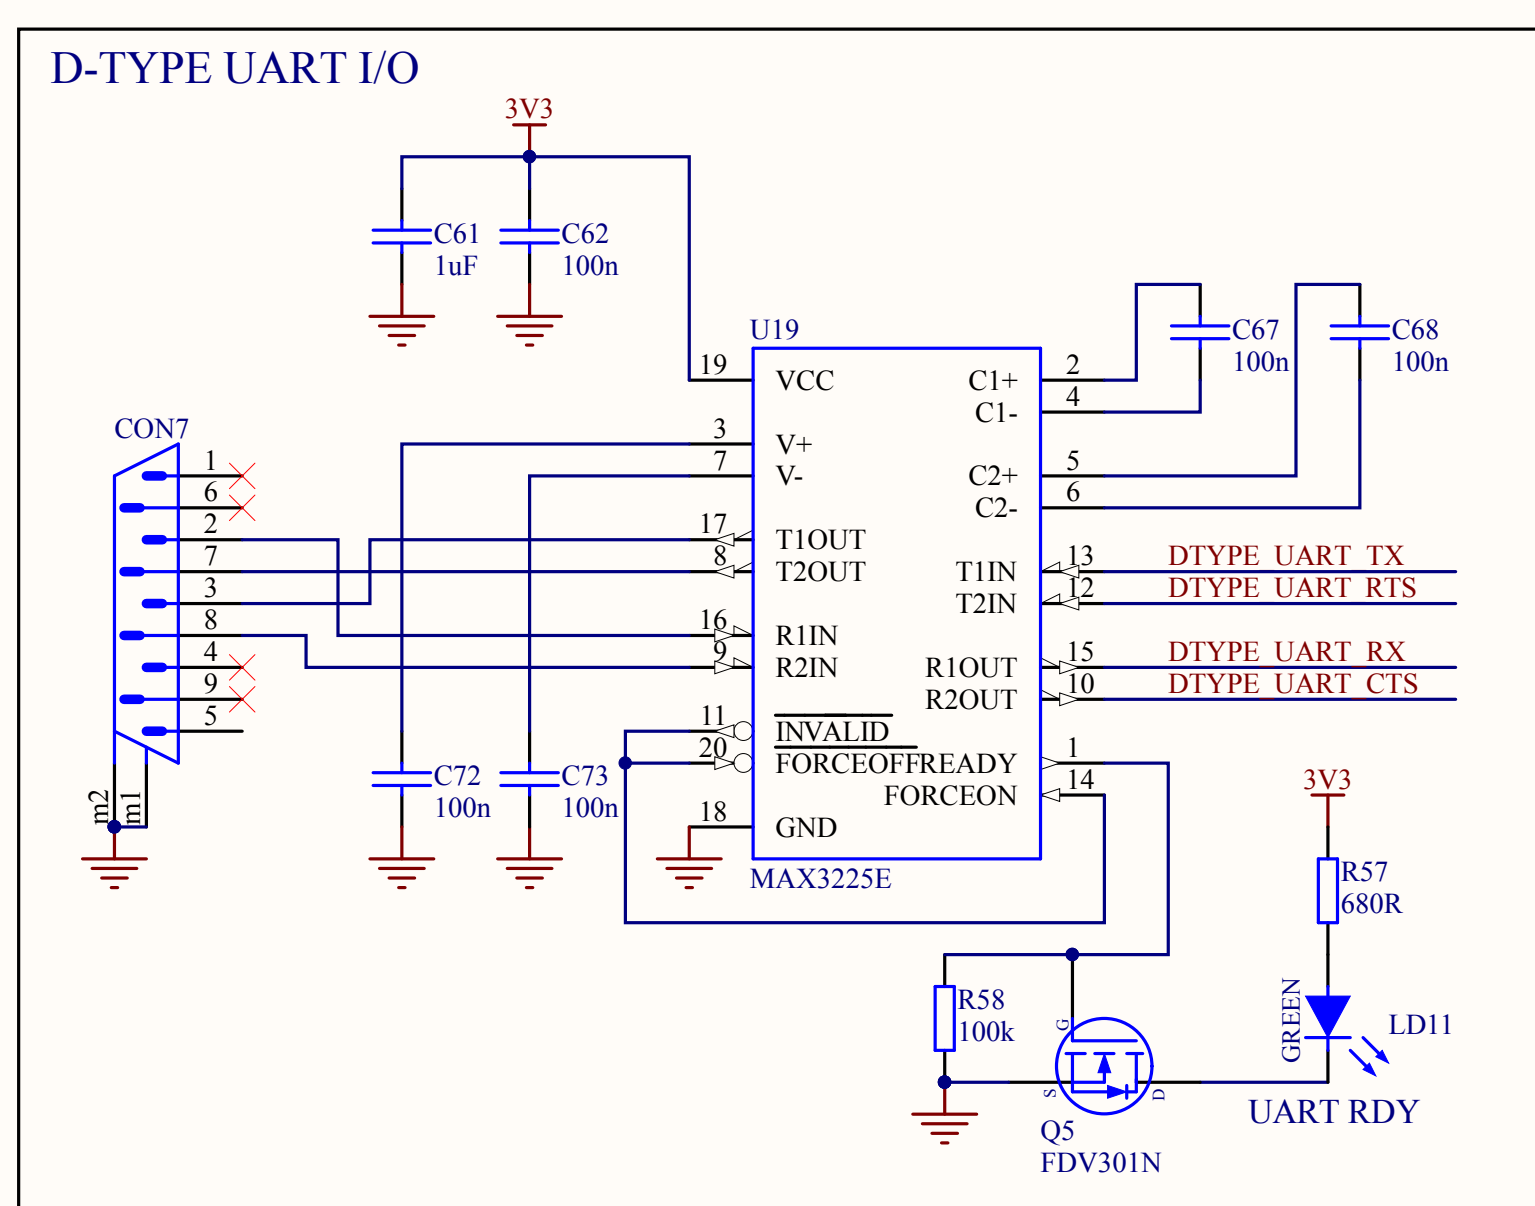 D-TYPE UART I/O
3V3
C61
1uF
C62
100n
U19
C67
100n
C68
100n
19
VCC
C1+
2
C1-
4
CON7
3
V+
7
V-
C2+
5
C2-
6
1
6
2
7
3
8
4
9
5
17
T1OUT
8
T2OUT
T1IN
13
DTYPE_UART_TX
T2IN
12
DTYPE_UART_RTS
16
R1IN
9
R2IN
R1OUT
15
DTYPE_UART_RX
R2OUT
10
DTYPE_UART_CTS
11
INVALID
20
FORCEOFF
READY
1
FORCEON
14
18
GND
MAX3225E
m2
m1
C72
100n
C73
100n
3V3
R57
680R
R58
100k
G
S
D
Q5
FDV301N
GREEN
LD11
UART RDY